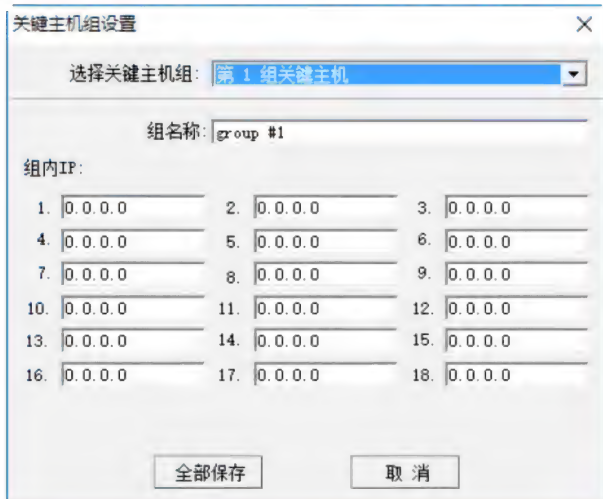 关键主机组设置
选择关键主机组: 第 1 组关键主机
组名称: group #1
组内IP:
1. 0.0.0.0 2. 0.0.0.0 3. 0.0.0.0
4. 0.0.0.0 5. 0.0.0.0 6. 0.0.0.0
7. 0.0.0.0 8. 0.0.0.0 9. 0.0.0.0
10. 0.0.0.0 11. 0.0.0.0 12. 0.0.0.0
13. 0.0.0.0 14. 0.0.0.0 15. 0.0.0.0
16. 0.0.0.0 17. 0.0.0.0 18. 0.0.0.0
全部保存 取 消